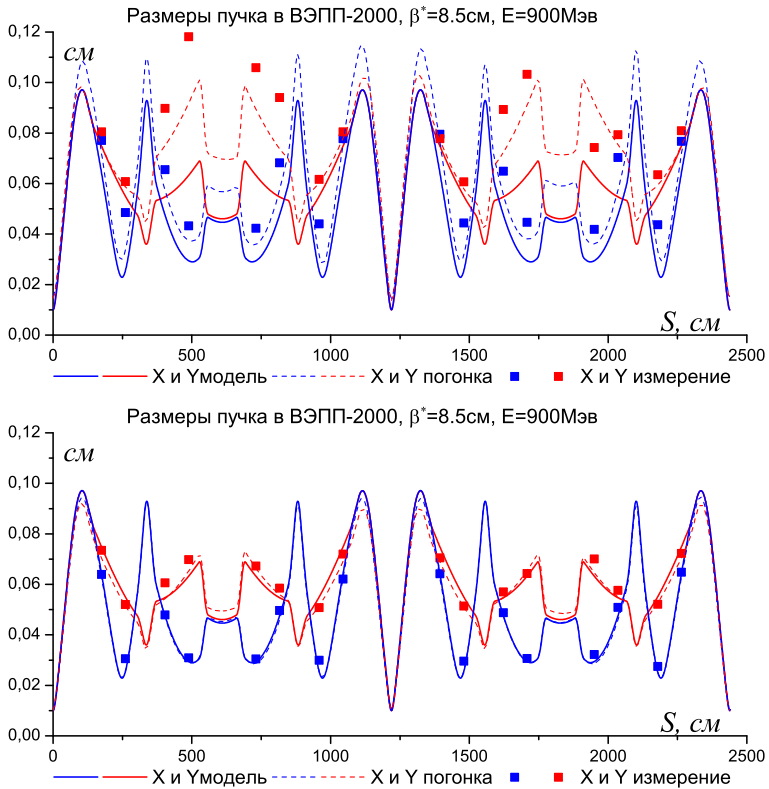 Размеры пучка в ВЭПП-2000, β*=8.5см, E=900Мэв
см
0,12
0,10
0,08
0,06
0,04
0,02
0,00
S, см
0 500 1000 1500 2000 2500
X и Yмодель X и Y погонка X и Y измерение
Размеры пучка в ВЭПП-2000, β*=8.5см, E=900Мэв
см
0,12
0,10
0,08
0,06
0,04
0,02
0,00
S, см
0 500 1000 1500 2000 2500
X и Yмодель X и Y погонка X и Y измерение